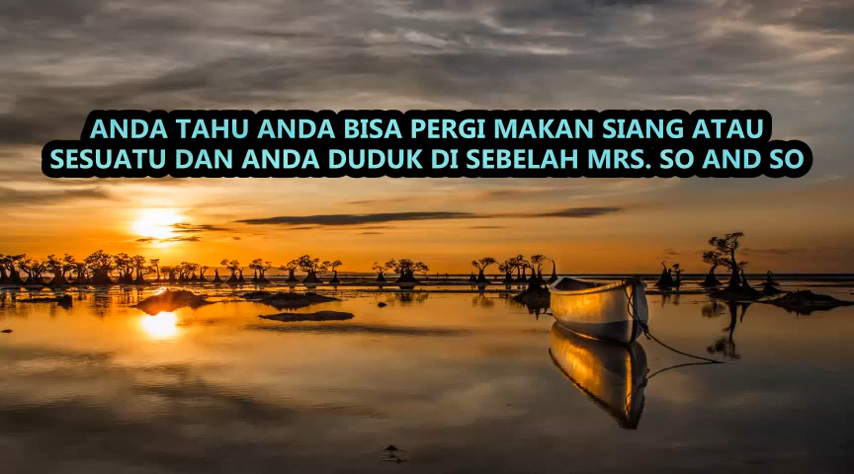 ANDA TAHU ANDA BISA PERGI MAKAN SIANG ATAU
SESUATU DAN ANDA DUDUK DI SEBELAH MRS. SO AND SO